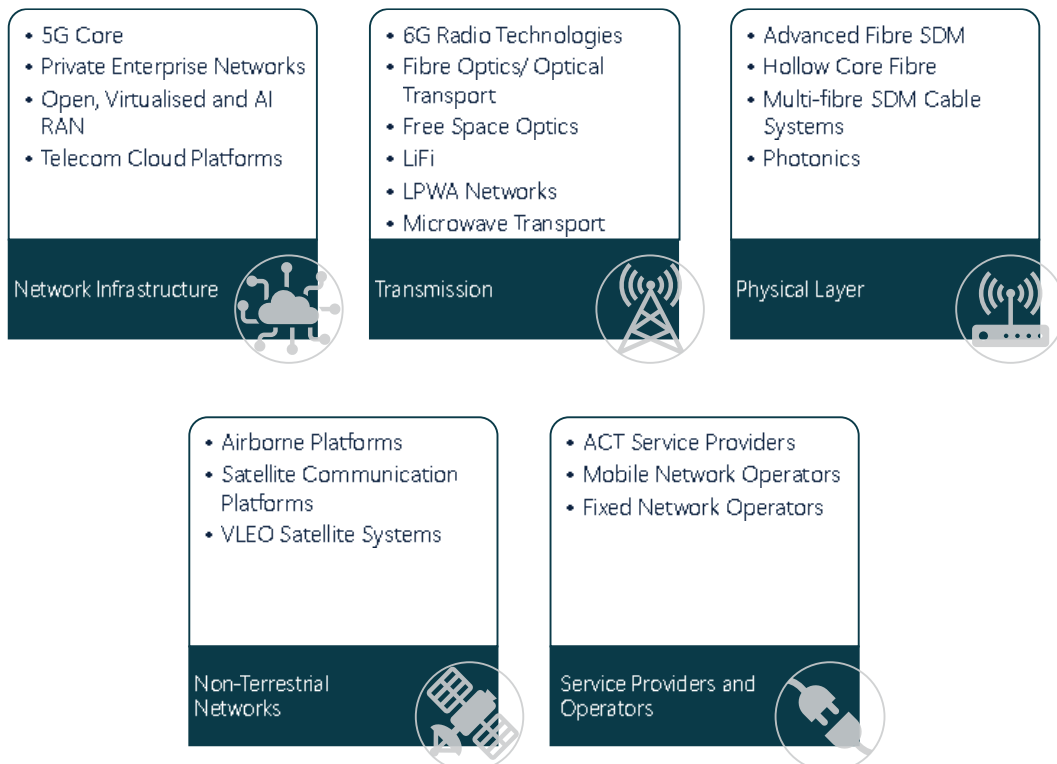 • 5G Core
• Private Enterprise Networks
• Open, Virtualised and AI
RAN
• Telecom Cloud Platforms
Network Infrastructure
• 6G Radio Technologies
• Fibre Optics/ Optical
Transport
• Free Space Optics
• LiFi
• LPWA Networks
• Microwave Transport
Transmission
• Advanced Fibre SDM
• Hollow Core Fibre
• Multi-fibre SDM Cable
Systems
• Photonics
Physical Layer
• Airborne Platforms
• Satellite Communication
Platforms
• VLEO Satellite Systems
Non-Terrestrial
Networks
• ACT Service Providers
• Mobile Network Operators
• Fixed Network Operators
Service Providers and
Operators